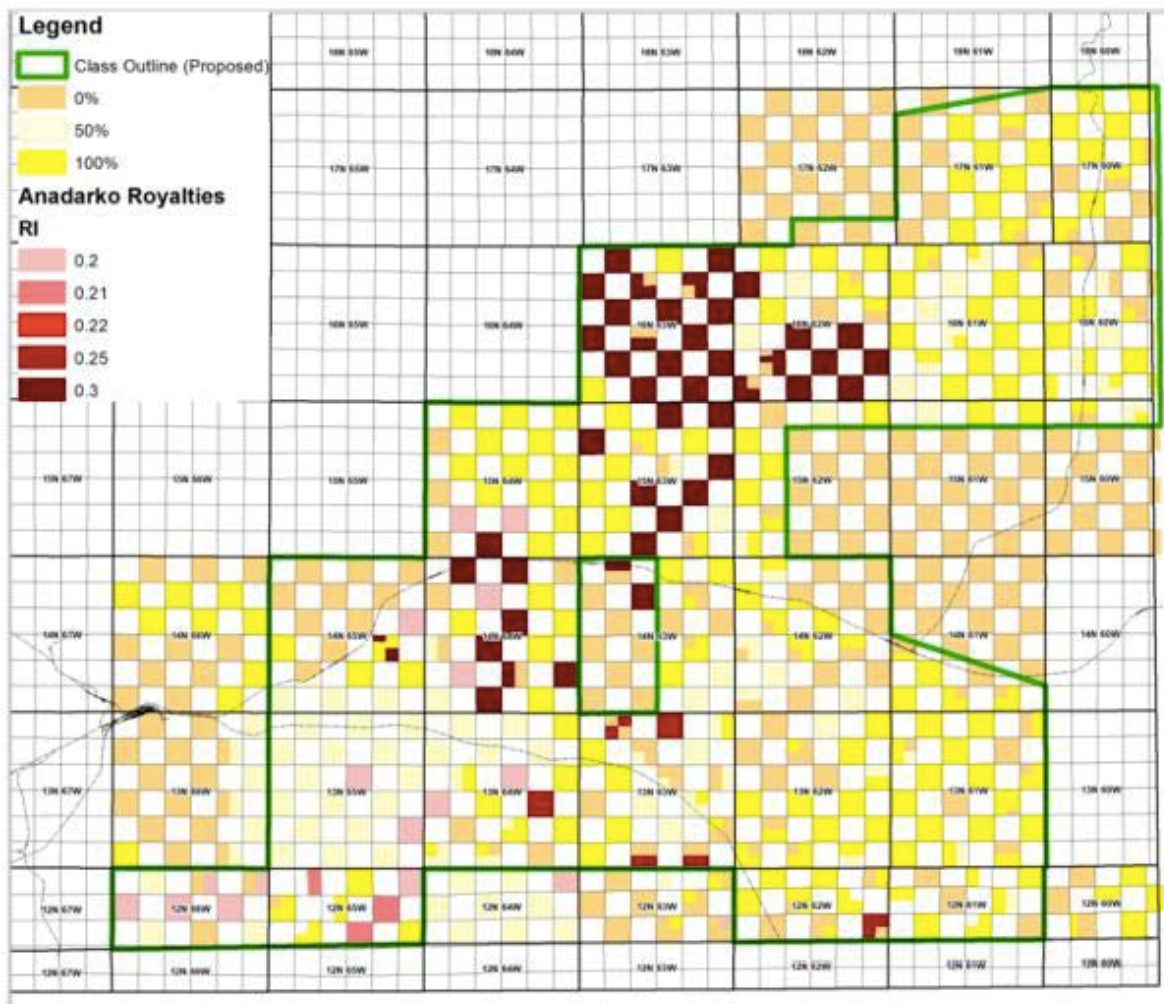 Legend
Class Outline (Proposed)
0%
50%
100%
Anadarko Royalties
RI
0.2
0.21
0.22
0.25
0.3
18N 65W 18N 64W 18N 63W 18N 62W 18N 61W 18N 60W
17N 65W 17N 64W 17N 63W 17N 62W 17N 61W 17N 60W
16N 65W 16N 64W 16N 63W 16N 62W 16N 61W 16N 60W
15N 67W 15N 66W 15N 65W 15N 64W 15N 63W 15N 62W 15N 61W 15N 60W
14N 67W 14N 66W 14N 65W 14N 64W 14N 63W 14N 62W 14N 61W 14N 60W
13N 67W 13N 66W 13N 65W 13N 64W 13N 63W 13N 62W 13N 61W 13N 60W
12N 67W 12N 66W 12N 65W 12N 64W 12N 63W 12N 62W 12N 61W 12N 60W
12N 67W 12N 66W 12N 65W 12N 64W 12N 63W 12N 62W 12N 61W 12N 60W